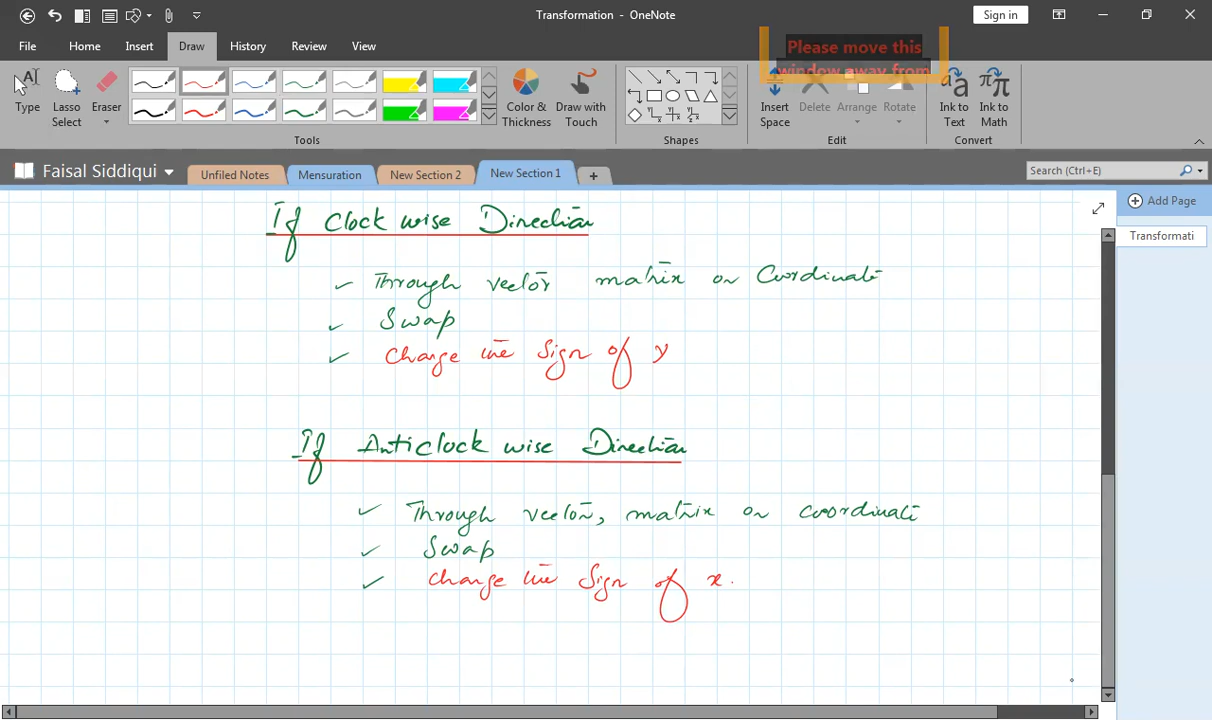 Transformation - OneNote
Sign in
File Home Insert Draw History Review View
Please move this
window away from
Type
Lasso
Select
Eraser
Color &
Thickness
Draw with
Touch
Insert
Space
Delete
Arrange
Rotate
Ink to
Text
Ink to
Math
Tools
Shapes
Edit
Convert
Faisal Siddiqui
Unfiled Notes
Mensuration
New Section 2
New Section 1
Search (Ctrl+E)
Add Page
Transformati
If Clock wise Direction
Through vector matrix or Coordinate
Swap
Change the Sign of y
If Anticlock wise Direction
Through vector, matrix or coordinate
Swap
Change the Sign of x.